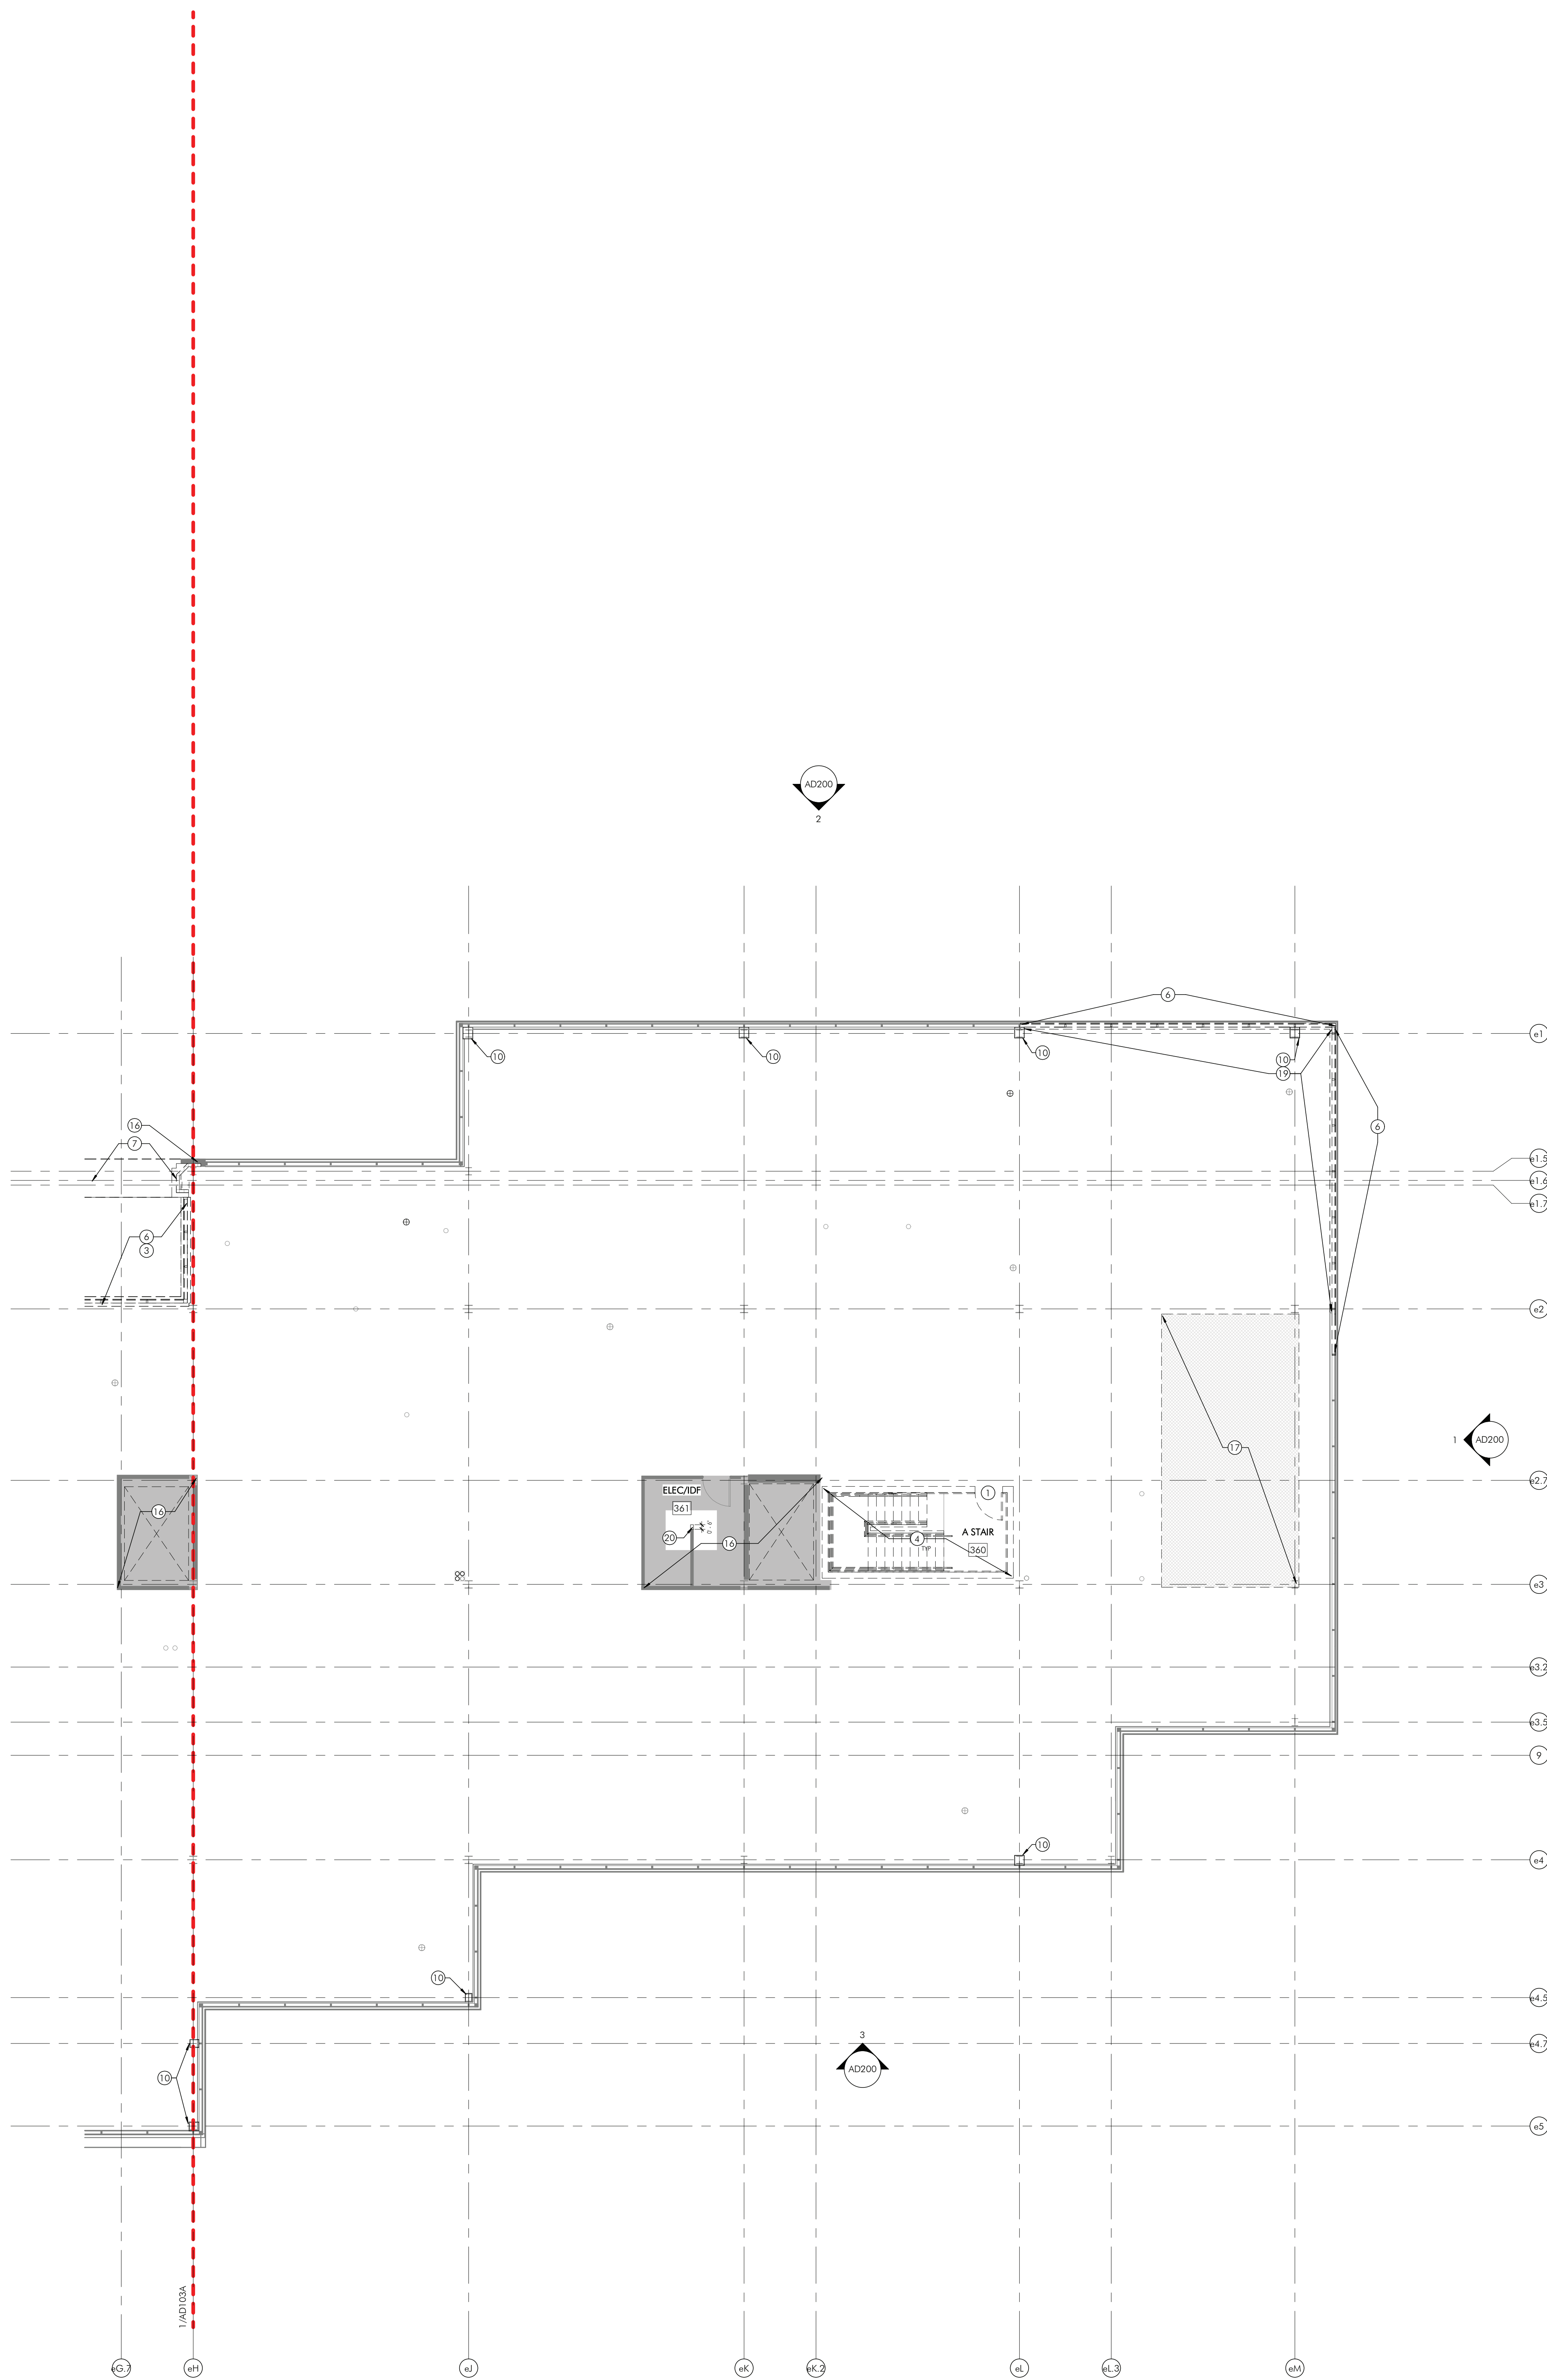 AD200
2
6
e1
10
10
10
10
19
16
7
6
e1.5
e1.6
e1.7
6
3
e2
1
AD200
17
e2.7
16
ELEC/IDF
361
20
0' - 6"
16
1
A STAIR
360
4
TYP
e3
e3.2
e3.5
9
10
e4
10
e4.5
3
AD200
e4.7
10
e5
1/AD103A
eG.7
eH
eJ
eK
eK.2
eL
eL.3
eM